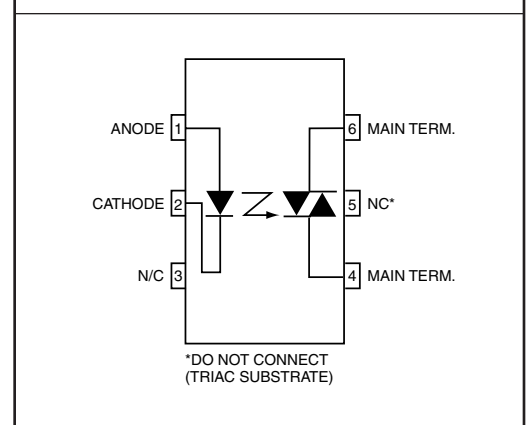 ANODE 1
6 MAIN TERM.
CATHODE 2
5 NC*
N/C 3
4 MAIN TERM.
*DO NOT CONNECT
(TRIAC SUBSTRATE)